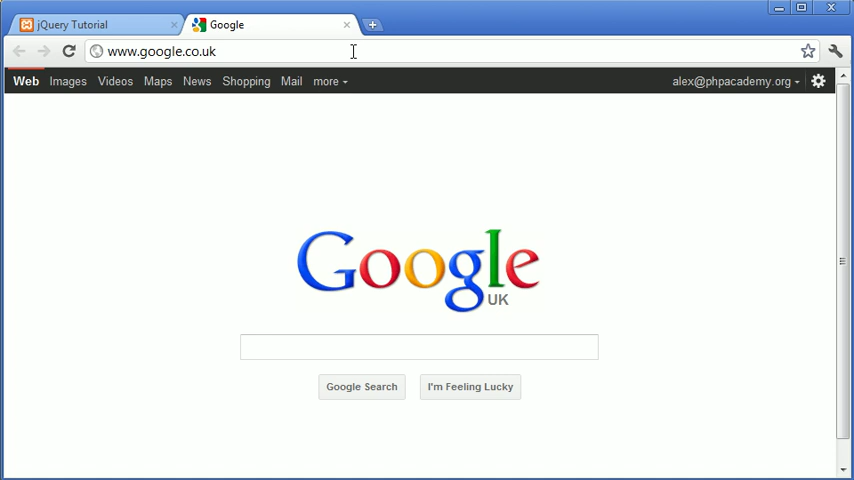 jQuery Tutorial
Google
www.google.co.uk
Web Images Videos Maps News Shopping Mail more
alex@phpacademy.org
Google
UK
Google Search I'm Feeling Lucky